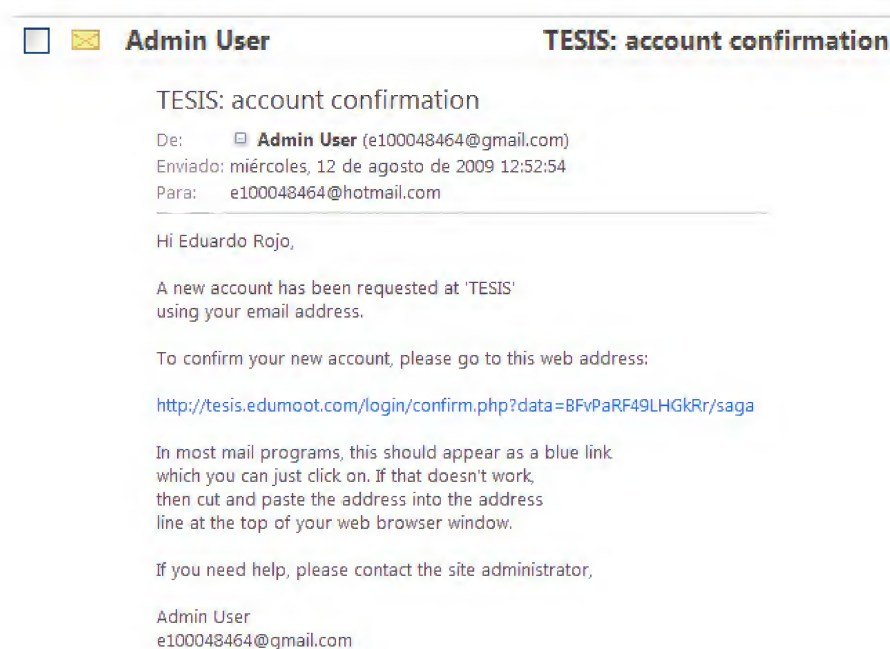 Admin User TESIS: account confirmation
TESIS: account confirmation
De: Admin User (e100048464@gmail.com)
Enviado: miércoles, 12 de agosto de 2009 12:52:54
Para: e100048464@hotmail.com
Hi Eduardo Rojo,
A new account has been requested at 'TESIS'
using your email address.
To confirm your new account, please go to this web address:
http://tesis.edumoot.com/login/confirm.php?data=BFvPaRF49LHGkRr/saga
In most mail programs, this should appear as a blue link
which you can just click on. If that doesn't work,
then cut and paste the address into the address
line at the top of your web browser window.
If you need help, please contact the site administrator,
Admin User
e100048464@gmail.com